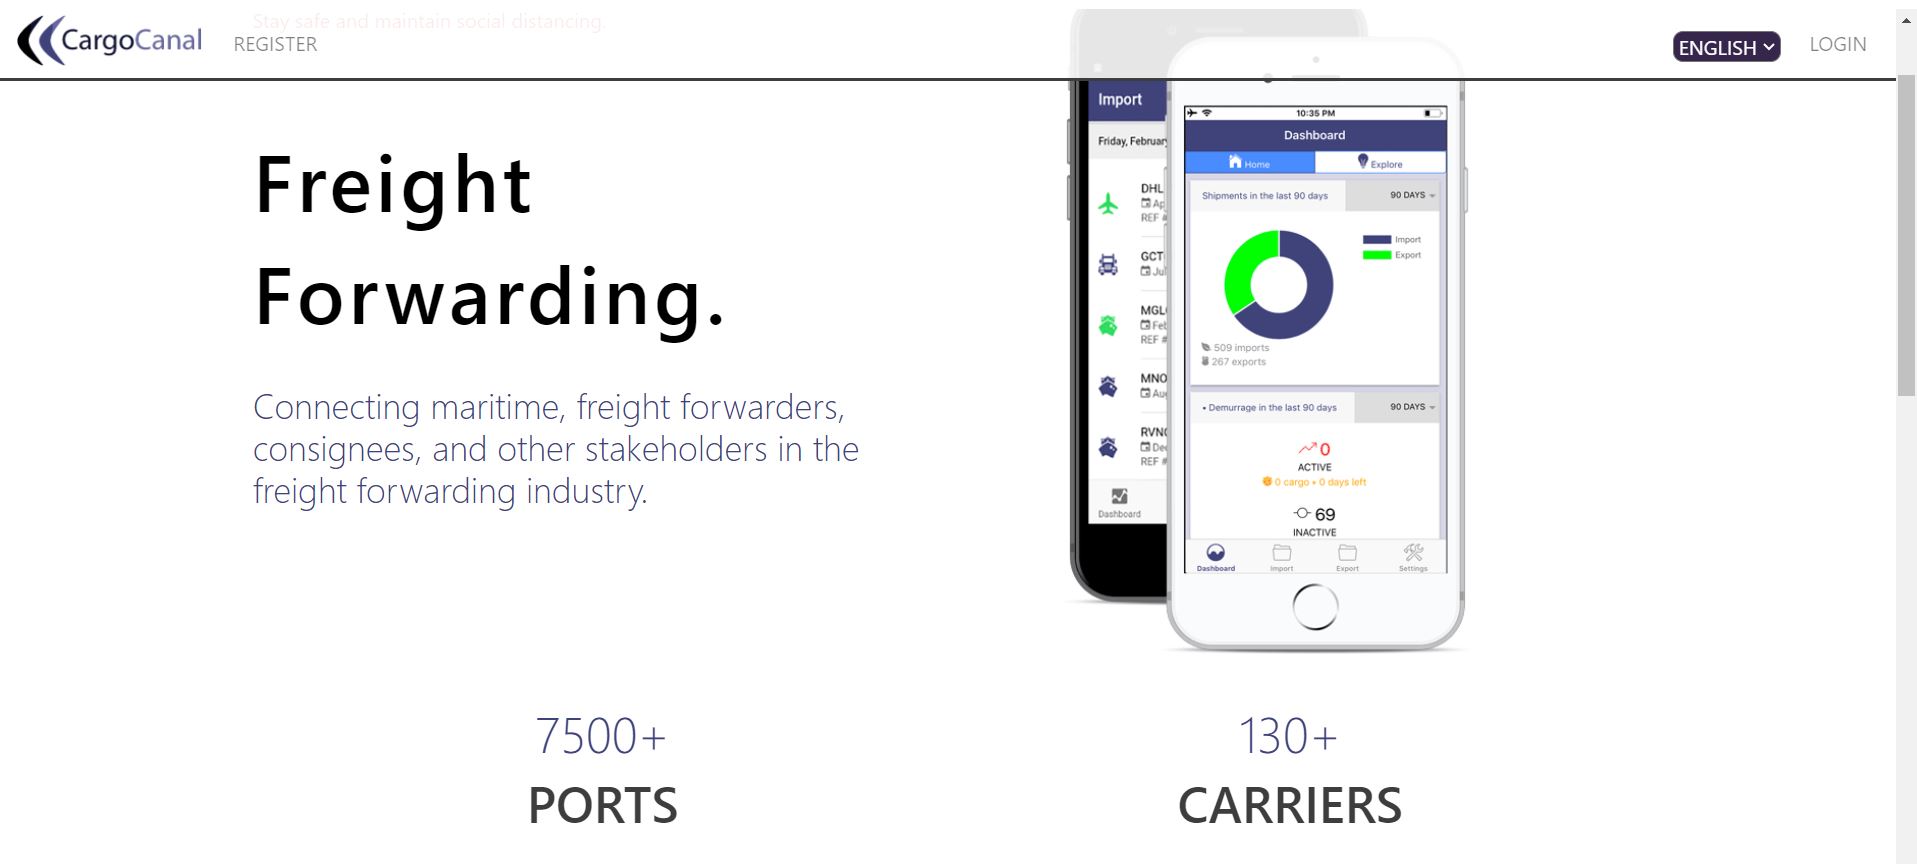 Stay safe and maintain social distancing.
CargoCanal
REGISTER
ENGLISH
LOGIN
Freight
Forwarding.
Connecting maritime, freight forwarders,
consignees, and other stakeholders in the
freight forwarding industry.
Import
Friday, February
DHL
REF #
GCT
Jul
MGL
Feb
REF #
MNO
Aug
RVN
Dec
REF #
Dashboard
10:35 PM
Dashboard
Home
Explore
Shipments in the last 90 days
90 DAYS
Import
Export
509 imports
267 exports
• Demurrage in the last 90 days
90 DAYS
0
ACTIVE
0 cargo • 0 days left
69
INACTIVE
Dashboard
Import
Export
Settings
7500+
PORTS
130+
CARRIERS